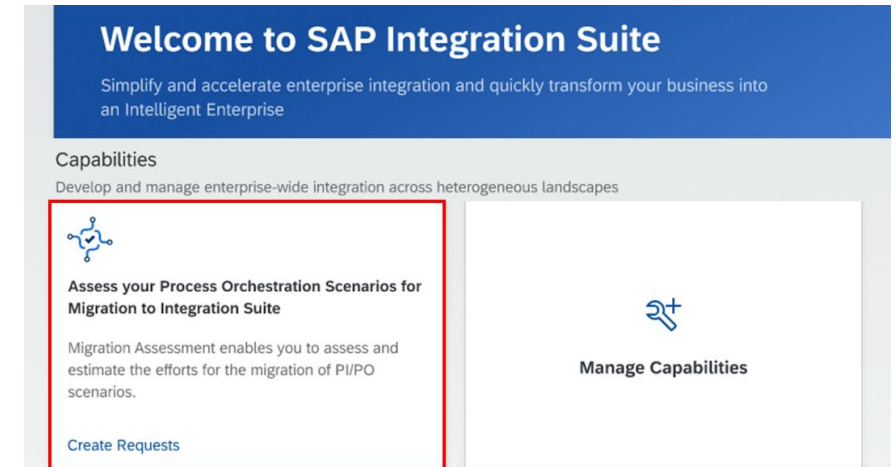 Welcome to SAP Integration Suite
Simplify and accelerate enterprise integration and quickly transform your business into
an Intelligent Enterprise
Capabilities
Develop and manage enterprise-wide integration across heterogeneous landscapes
Assess your Process Orchestration Scenarios for
Migration to Integration Suite
Migration Assessment enables you to assess and
estimate the efforts for the migration of PI/PO
scenarios.
Create Requests
Manage Capabilities